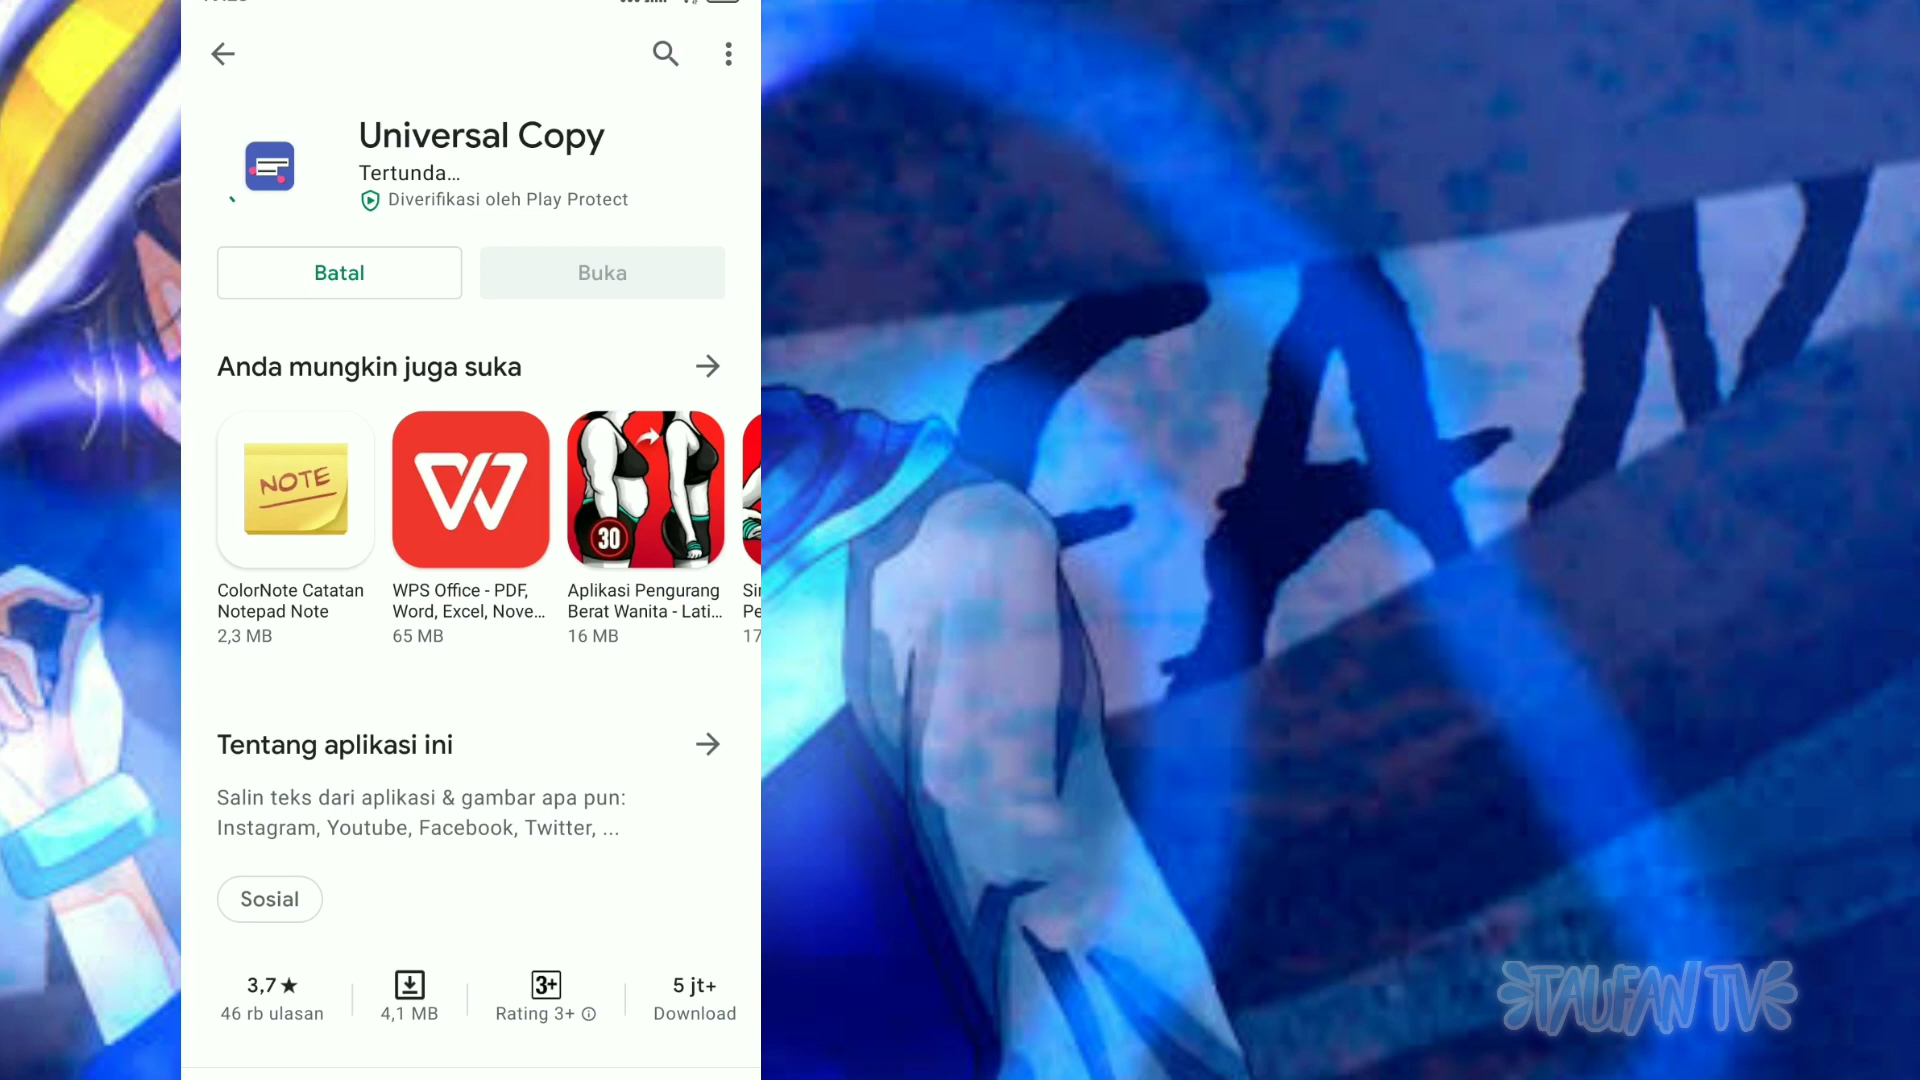 Universal Copy
Tertunda...
Diverifikasi oleh Play Protect
Batal
Buka
Anda mungkin juga suka
NOTE
30
ColorNote Catatan
Notepad Note
2,3 MB
WPS Office - PDF,
Word, Excel, Nove...
65 MB
Aplikasi Pengurang
Berat Wanita - Lati...
16 MB
17
Tentang aplikasi ini
Salin teks dari aplikasi & gambar apa pun:
Instagram, Youtube, Facebook, Twitter, ...
Sosial
3,7★
46 rb ulasan
4,1 MB
3+
Rating 3+
5 jt+
Download
TAUFAN TV